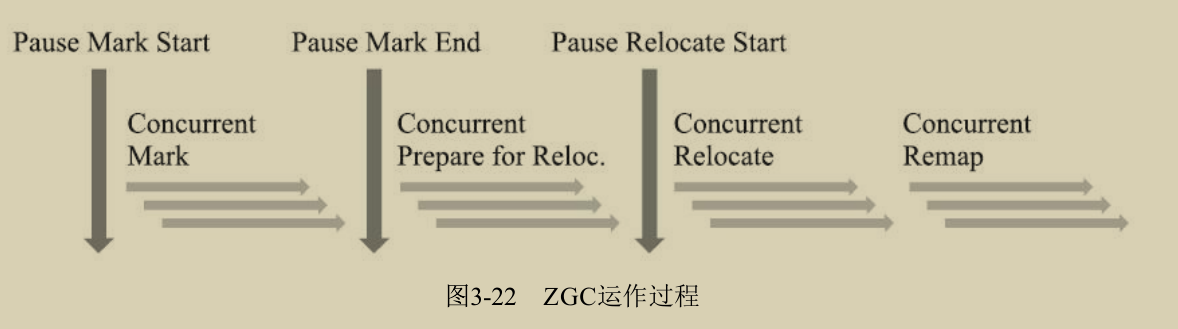 Pause Mark Start
Pause Mark End
Pause Relocate Start
Concurrent
Mark
Concurrent
Prepare for Reloc.
Concurrent
Relocate
Concurrent
Remap
图3-22 ZGC运作过程